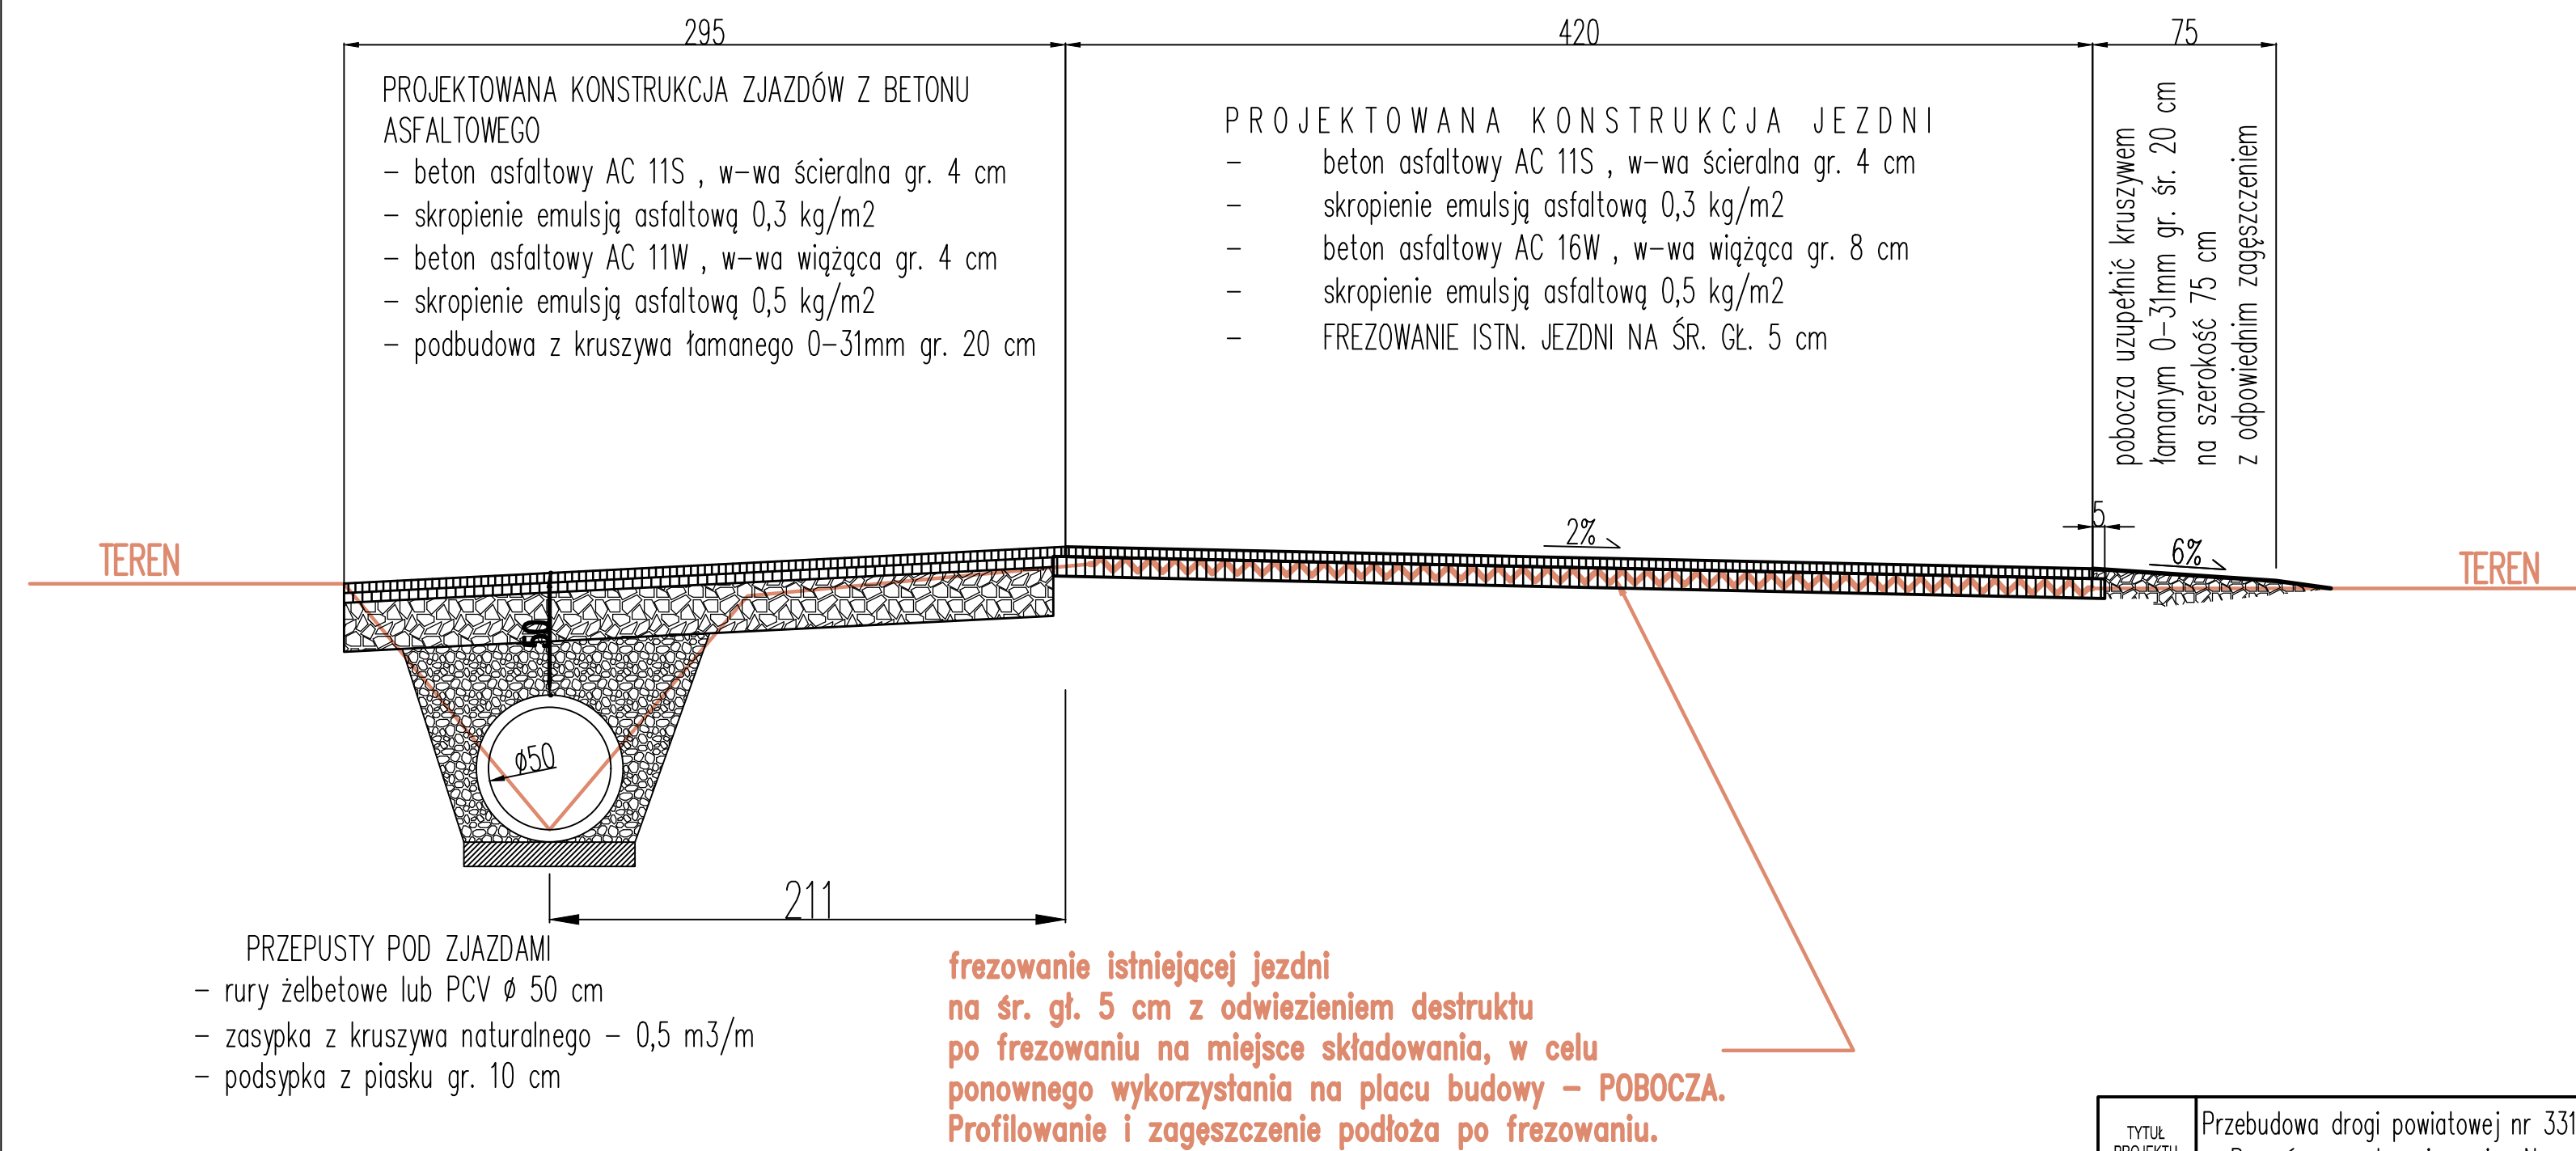 295
420
75
PROJEKTOWANA KONSTRUKCJA ZJAZDÓW Z BETONU
ASFALTOWEGO
- beton asfaltowy AC 11S , w-wa ścieralna gr. 4 cm
- skropienie emulsją asfaltową 0,3 kg/m2
- beton asfaltowy AC 11W , w-wa wiążąca gr. 4 cm
- skropienie emulsją asfaltową 0,5 kg/m2
- podbudowa z kruszywa łamanego 0-31mm gr. 20 cm
PROJEKTOWANA KONSTRUKCJA JEZDNI
- beton asfaltowy AC 11S , w-wa ścieralna gr. 4 cm
- skropienie emulsją asfaltową 0,3 kg/m2
- beton asfaltowy AC 16W , w-wa wiążąca gr. 8 cm
- skropienie emulsją asfaltową 0,5 kg/m2
- FREZOWANIE ISTN. JEZDNI NA ŚR. GŁ. 5 cm
pobocza uzupełnić kruszywem
łamanym 0-31mm gr. śr. 20 cm
na szerokość 75 cm
z odpowiednim zagęszczeniem
TEREN
2%
5
6%
TEREN
50
ø50
211
PRZEPUSTY POD ZJAZDAMI
- rury żelbetowe lub PCV ø 50 cm
- zasypka z kruszywa naturalnego - 0,5 m3/m
- podsypka z piasku gr. 10 cm
frezowanie istniejącej jezdni
na śr. gł. 5 cm z odwiezieniem destruktu
po frezowaniu na miejsce składowania, w celu
ponownego wykorzystania na placu budowy - POBOCZA.
Profilowanie i zagęszczenie podłoża po frezowaniu.
TYTUŁ
PROJEKTU
Przebudowa drogi powiatowej nr 331